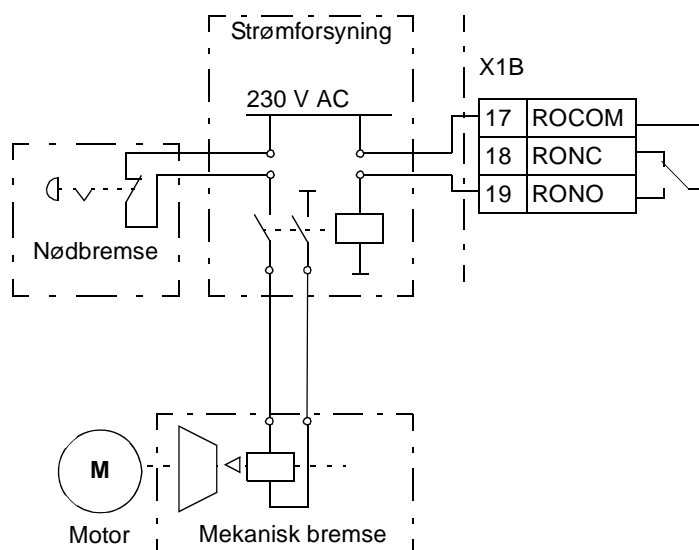 Strømforsyning
X1B
230 V AC
17 ROCOM
18 RONC
19 RONO
Nødbremse
M
Motor
Mekanisk bremse